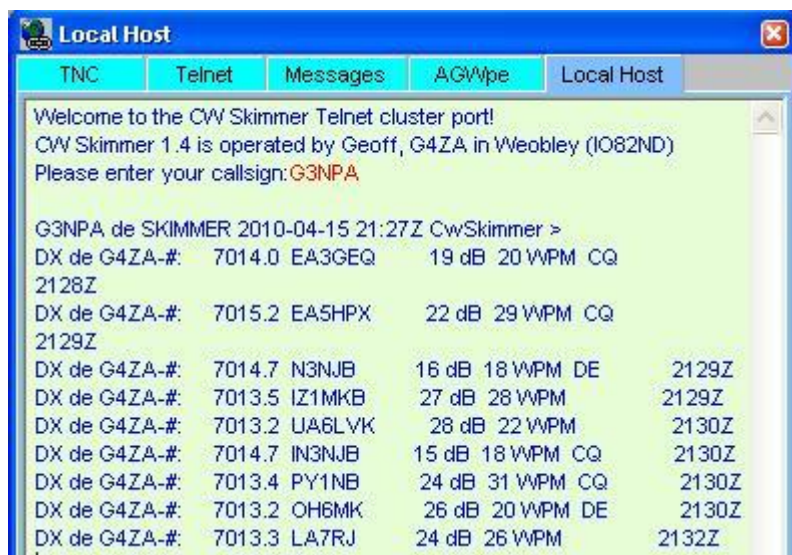 Local Host
TNC Telnet Messages AGWpe Local Host
Welcome to the CW Skimmer Telnet cluster port!
CW Skimmer 1.4 is operated by Geoff, G4ZA in Weobley (IO82ND)
Please enter your callsign:G3NPA
G3NPA de SKIMMER 2010-04-15 21:27Z CwSkimmer >
DX de G4ZA-#: 7014.0 EA3GEQ 19 dB 20 WPM CQ
2128Z
DX de G4ZA-#: 7015.2 EA5HPX 22 dB 29 WPM CQ
2129Z
DX de G4ZA-#: 7014.7 N3NJB 16 dB 18 WPM DE 2129Z
DX de G4ZA-#: 7013.5 IZ1MKB 27 dB 28 WPM 2129Z
DX de G4ZA-#: 7013.2 UA6LVK 28 dB 22 WPM 2130Z
DX de G4ZA-#: 7014.7 IN3NJB 15 dB 18 WPM CQ 2130Z
DX de G4ZA-#: 7013.4 PY1NB 24 dB 31 WPM CQ 2130Z
DX de G4ZA-#: 7013.2 OH6MK 26 dB 20 WPM DE 2130Z
DX de G4ZA-#: 7013.3 LA7RJ 24 dB 26 WPM 2132Z